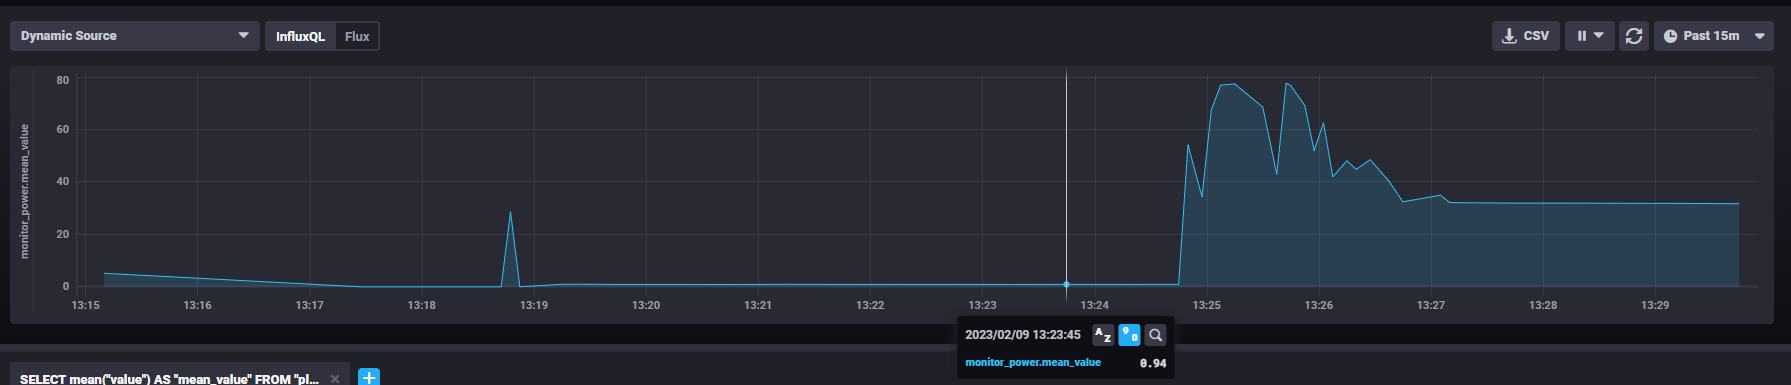 Dynamic Source InfluxQL Flux CSV Past 15m
monitor_power.mean_value
80
60
40
20
0
13:15 13:16 13:17 13:18 13:19 13:20 13:21 13:22 13:23 13:24 13:25 13:26 13:27 13:28 13:29
2023/02/09 13:23:45 AZ 90
monitor_power.mean_value 0.94
SELECT mean("value") AS "mean_value" FROM "pl... × +